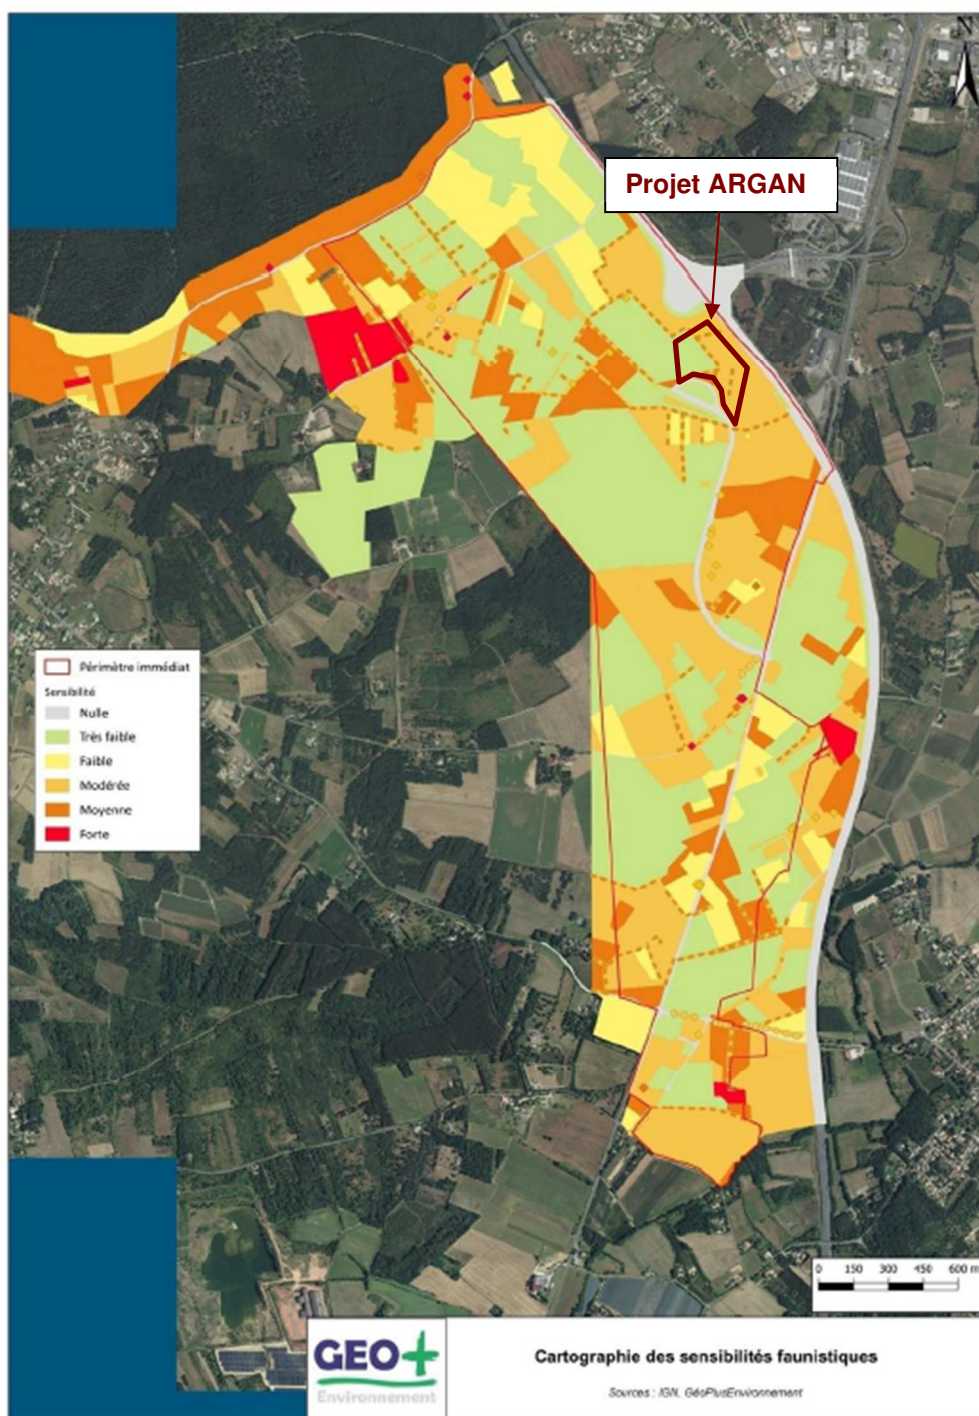 N
Projet ARGAN
Périmètre immédiat
Sensibilité
Nulle
Très faible
Faible
Modérée
Moyenne
Forte
0 150 300 450 600 m
GEO+
Environnement
Cartographie des sensibilités faunistiques
Sources : IGN, GéoPlusEnvironnement